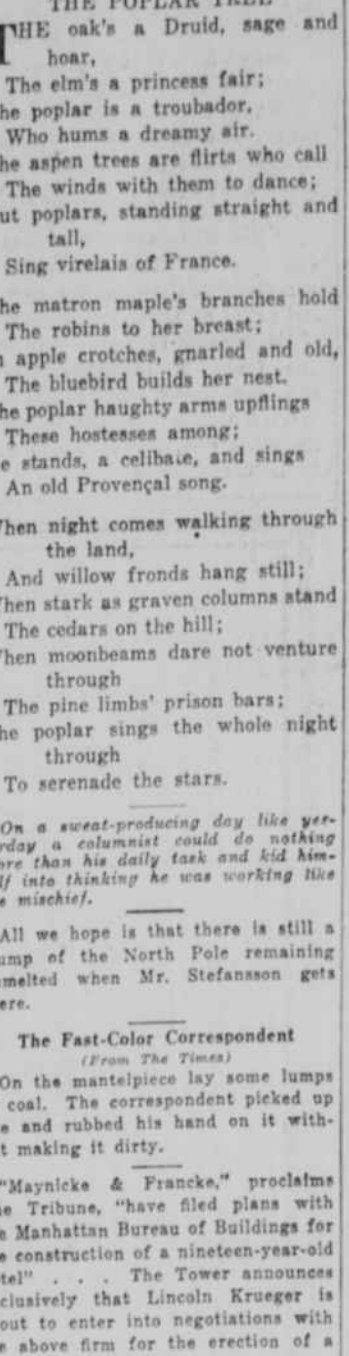 THE POPLAR TREE
THE oak's a Druid, sage and
hoar,
The elm's a princess fair;
he poplar is a troubador,
Who hums a dreamy air.
he aspen trees are flirts who call
The winds with them to dance;
ut poplars, standing straight and
tall,
Sing virelais of France.
he matron maple's branches hold
The robins to her breast;
n apple crotches, gnarled and old,
The bluebird builds her nest.
he poplar haughty arms upflings
These hostesses among;
e stands, a celibate, and sings
An old Provençal song.
hen night comes walking through
the land,
And willow fronds hang still;
hen stark as graven columns stand
The cedars on the hill;
hen moonbeams dare not venture
through
The pine limbs' prison bars;
he poplar sings the whole night
through
To serenade the stars.
On a sweat-producing day like yes-
rday a columnist could do nothing
ore than his daily task and kid him-
lf into thinking he was working like
e mischief.
All we hope is that there is still a
ump of the North Pole remaining
melted when Mr. Stefansson gets
ere.
The Fast-Color Correspondent
(From The Times)
On the mantelpiece lay some lumps
coal. The correspondent picked up
e and rubbed his hand on it with-
t making it dirty.
"Maynicke & Francke," proclaims
he Tribune, "have filed plans with
e Manhattan Bureau of Buildings for
e construction of a nineteen-year-old
tel" . . . The Tower announces
clusively that Lincoln Krueger is
out to enter into negotiations with
e above firm for the erection of a